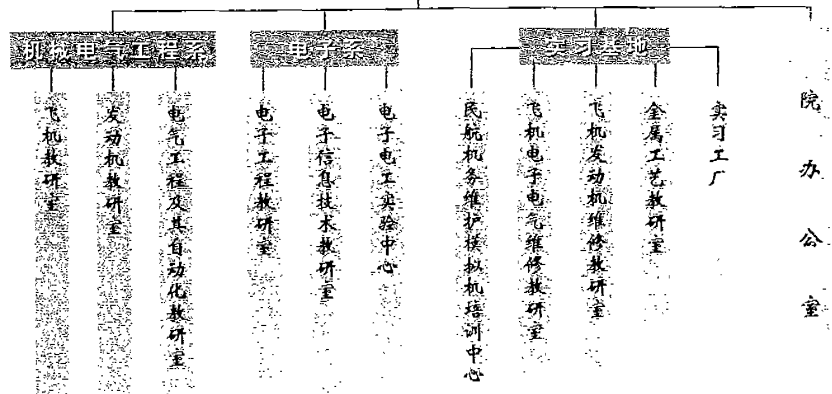 机械电气工程系
电子系
实习基地
院办公室
飞机教研室
发动机教研室
电气工程及其自动化教研室
电子工程教研室
电子信息技术教研室
电子电工实验中心
民航机务维护模拟机培训中心
飞机电子电气维修教研室
飞机发动机维修教研室
金属工艺教研室
实习工厂